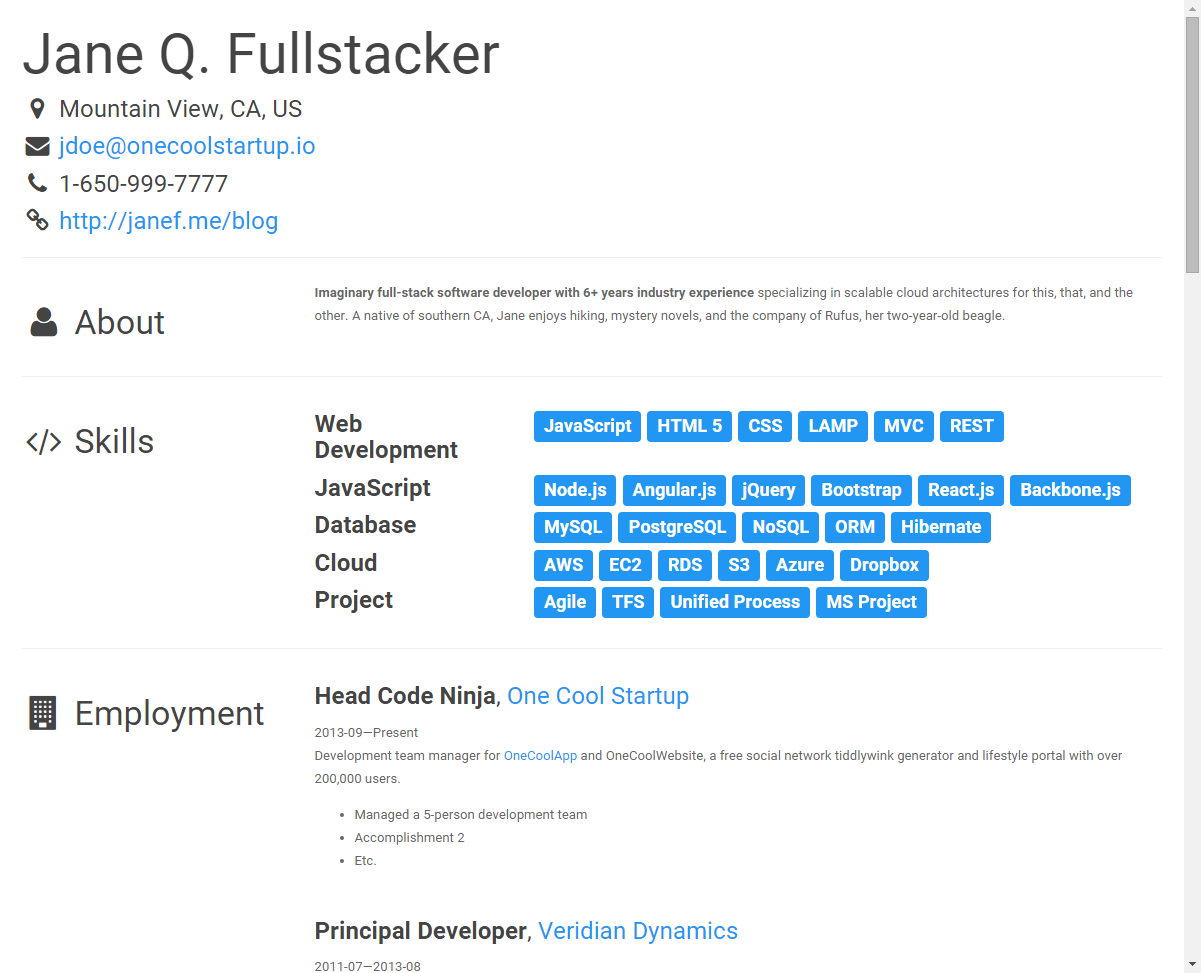 Jane Q. Fullstacker
Mountain View, CA, US
jdoe@onecoolstartup.io
1-650-999-7777
http://janef.me/blog
About
Imaginary full-stack software developer with 6+ years industry experience specializing in scalable cloud architectures for this, that, and the
other. A native of southern CA, Jane enjoys hiking, mystery novels, and the company of Rufus, her two-year-old beagle.
</> Skills
Web
Development
JavaScript HTML 5 CSS LAMP MVC REST
JavaScript Node.js Angular.js jQuery Bootstrap React.js Backbone.js
Database MySQL PostgreSQL NoSQL ORM Hibernate
Cloud AWS EC2 RDS S3 Azure Dropbox
Project Agile TFS Unified Process MS Project
Employment
Head Code Ninja, One Cool Startup
2013-09—Present
Development team manager for OneCoolApp and OneCoolWebsite, a free social network tiddlywink generator and lifestyle portal with over
200,000 users.
• Managed a 5-person development team
• Accomplishment 2
• Etc.
Principal Developer, Veridian Dynamics
2011-07—2013-08